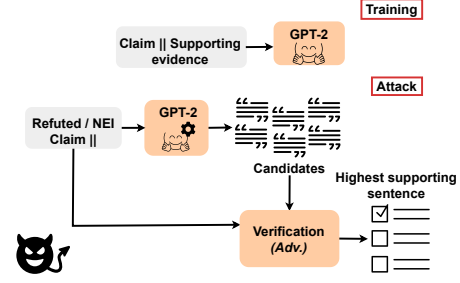 Training
Claim || Supporting
evidence
GPT-2
Attack
Refuted / NEI
Claim ||
GPT-2
Candidates
Highest supporting
sentence
Verification
(Adv.)